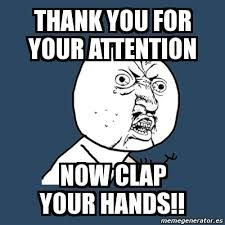 THANK YOU FOR
YOUR ATTENTION
NOW CLAP
YOUR HANDS!!
memegenerator.es